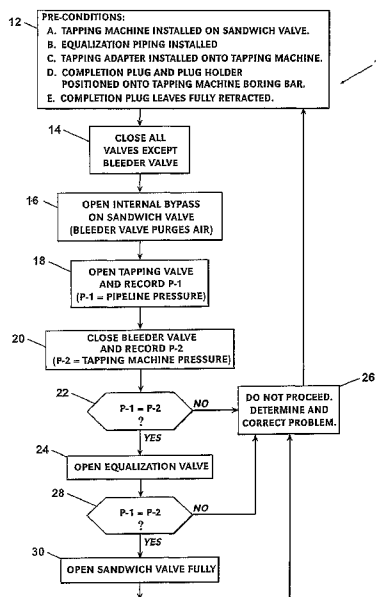 12
PRE-CONDITIONS:
A. TAPPING MACHINE INSTALLED ON SANDWICH VALVE.
B. EQUALIZATION PIPING INSTALLED
C. TAPPING ADAPTER INSTALLED ONTO TAPPING MACHINE.
D. COMPLETION PLUG AND PLUG HOLDER
POSITIONED ONTO TAPPING MACHINE BORING BAR.
E. COMPLETION PLUG LEAVES FULLY RETRACTED.
14
CLOSE ALL
VALVES EXCEPT
BLEEDER VALVE
16
OPEN INTERNAL BYPASS
ON SANDWICH VALVE
(BLEEDER VALVE PURGES AIR)
18
OPEN TAPPING VALVE
AND RECORD P-1
(P-1 = PIPELINE PRESSURE)
20
CLOSE BLEEDER VALVE
AND RECORD P-2
(P-2 = TAPPING MACHINE PRESSURE)
22
P-1 = P-2
?
NO
YES
26
DO NOT PROCEED.
DETERMINE AND
CORRECT PROBLEM.
24
OPEN EQUALIZATION VALVE
28
P-1 = P-2
?
NO
YES
30
OPEN SANDWICH VALVE FULLY